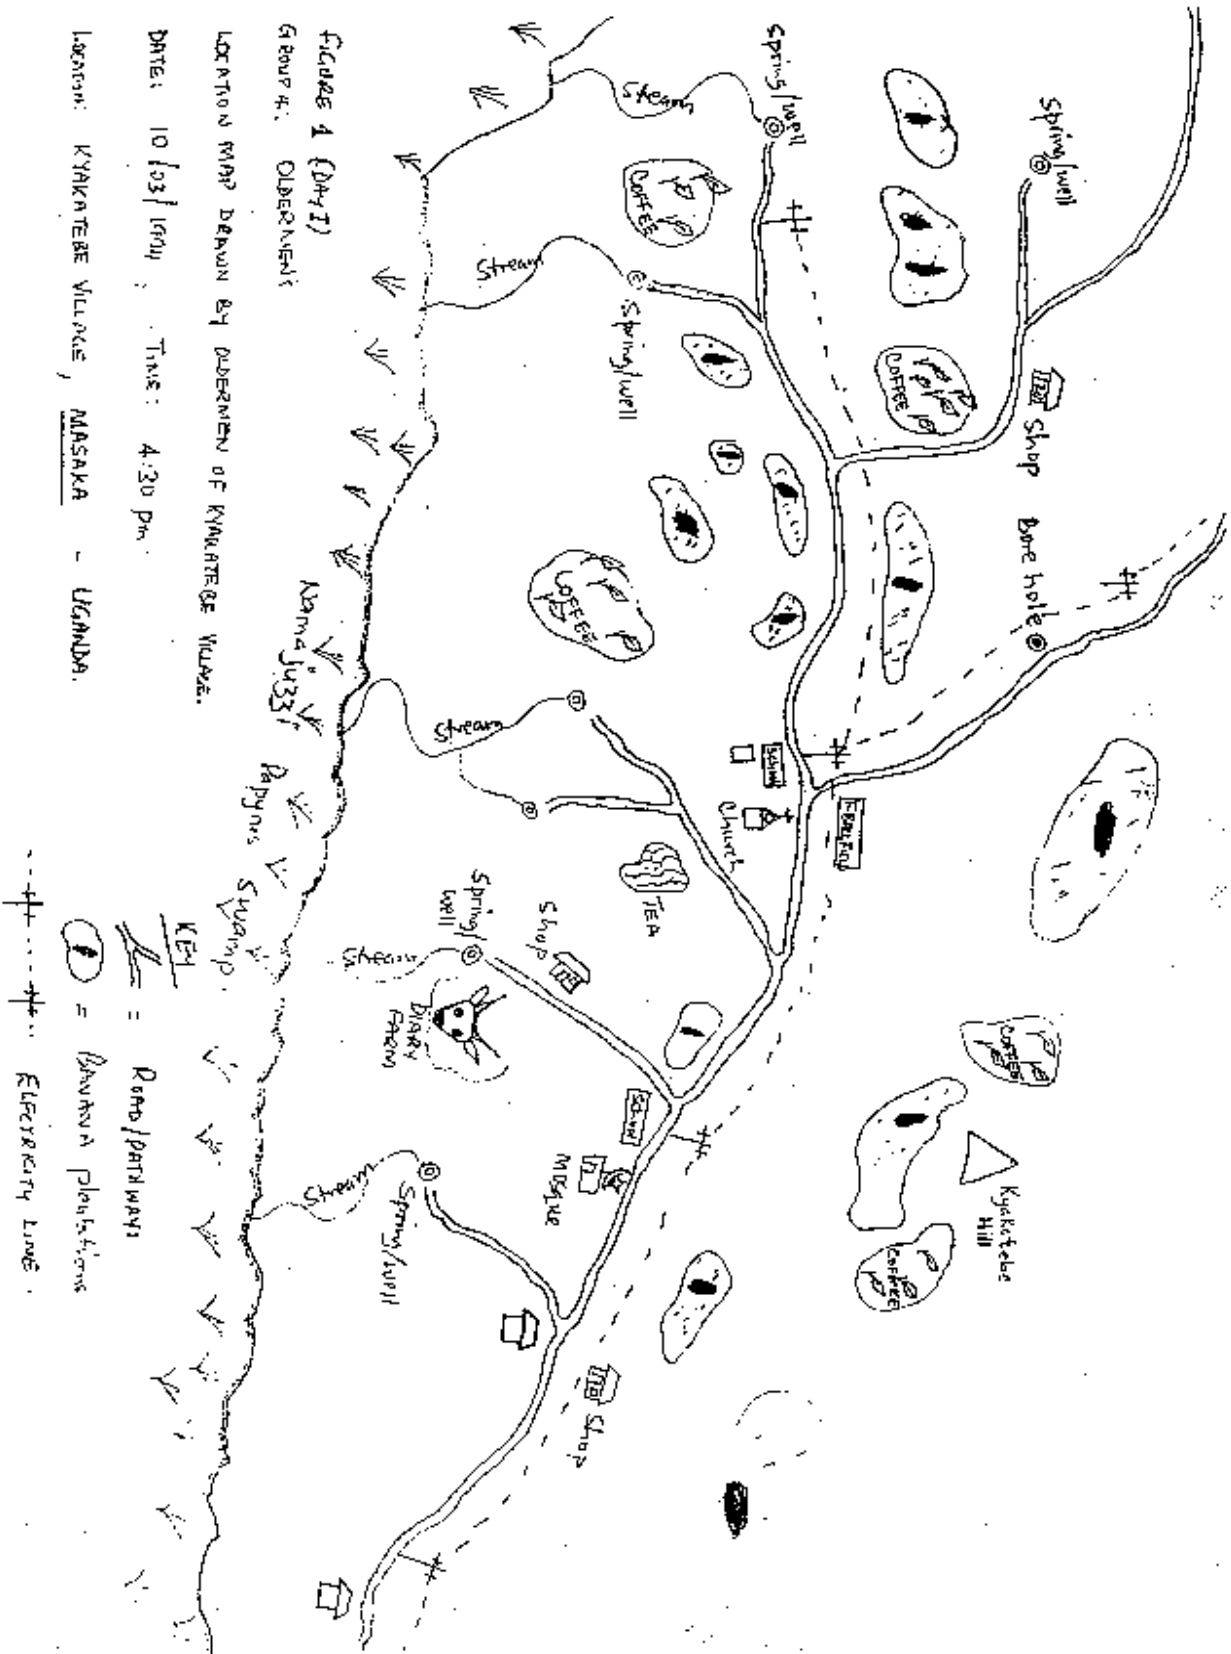 Spring/well
Spring/well
Stream
COFFEE
Stream
Spring/well
COFFEE
Shop
Bore hole
COFFEE
Stream
School
Church
TEA
Shop
Spring/
well
Stream
DIARY
FARM
School
MOSQUE
COFFEE
Kyakatebe
Hill
COFFEE
Spring/well
Stream
Shop
Namajuzzi
Papyrus
Swamp
FIGURE 1 (DAY I)
GROUP A: OLDERMENS
LOCATION MAP DRAWN BY OLDERMEN OF KYAKATEBE VILLAGE.
DATE: 10/03/1994; TIME: 4:30 pm.
LOCATION: KYAKATEBE VILLAGE, MASAKA - UGANDA.
KEY
= ROAD/PATHWAYS
= BANANA plantations
ELECTRICITY LINE.